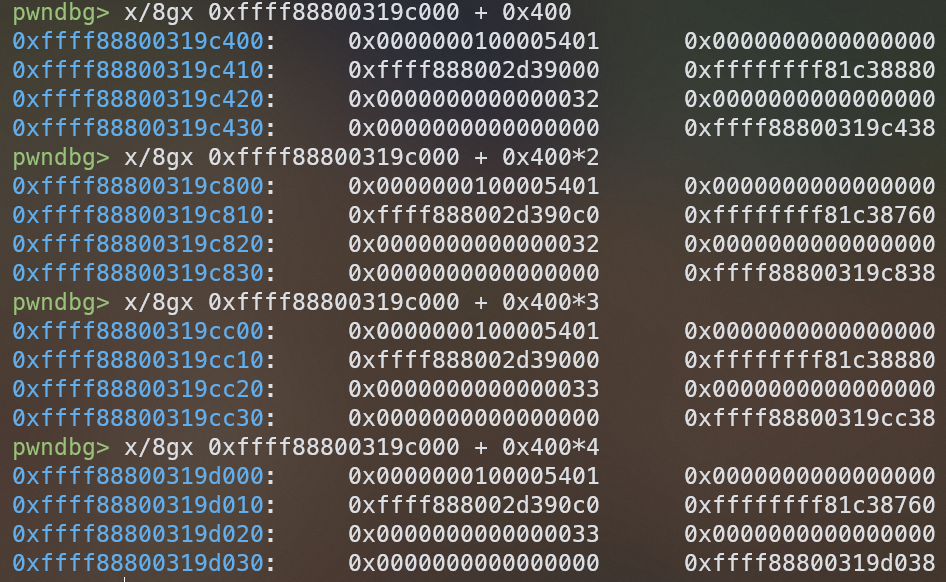 pwndbg> x/8gx 0xffff88800319c000 + 0x400
0xffff88800319c400: 0x0000000100005401 0x0000000000000000
0xffff88800319c410: 0xffff888002d39000 0xffffffff81c38880
0xffff88800319c420: 0x0000000000000032 0x0000000000000000
0xffff88800319c430: 0x0000000000000000 0xffff88800319c438
pwndbg> x/8gx 0xffff88800319c000 + 0x400*2
0xffff88800319c800: 0x0000000100005401 0x0000000000000000
0xffff88800319c810: 0xffff888002d390c0 0xffffffff81c38760
0xffff88800319c820: 0x0000000000000032 0x0000000000000000
0xffff88800319c830: 0x0000000000000000 0xffff88800319c838
pwndbg> x/8gx 0xffff88800319c000 + 0x400*3
0xffff88800319cc00: 0x0000000100005401 0x0000000000000000
0xffff88800319cc10: 0xffff888002d39000 0xffffffff81c38880
0xffff88800319cc20: 0x0000000000000033 0x0000000000000000
0xffff88800319cc30: 0x0000000000000000 0xffff88800319cc38
pwndbg> x/8gx 0xffff88800319c000 + 0x400*4
0xffff88800319d000: 0x0000000100005401 0x0000000000000000
0xffff88800319d010: 0xffff888002d390c0 0xffffffff81c38760
0xffff88800319d020: 0x0000000000000033 0x0000000000000000
0xffff88800319d030: 0x0000000000000000 0xffff88800319d038